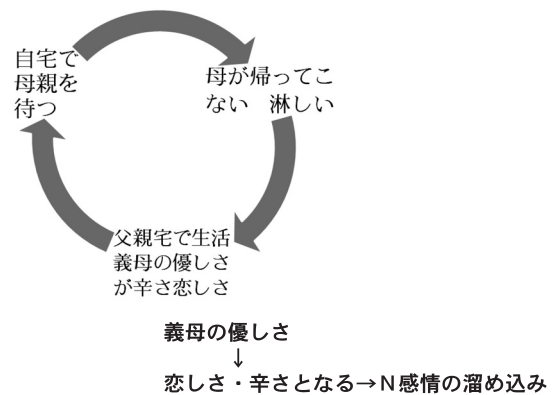 自宅で
母親を
待つ
母が帰ってこ
ない　淋しい
父親宅で生活
義母の優しさ
が辛さ恋しさ
義母の優しさ
↓
恋しさ・辛さとなる→Ｎ感情の溜め込み